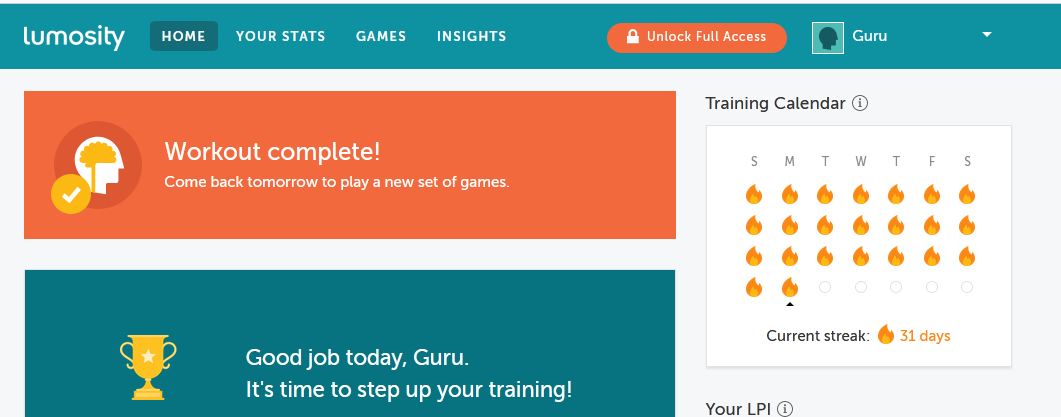 lumosity HOME YOUR STATS GAMES INSIGHTS Unlock Full Access Guru
Workout complete!
Come back tomorrow to play a new set of games.
Good job today, Guru.
It's time to step up your training!
Training Calendar
S M T W T F S
Current streak: 31 days
Your LPI